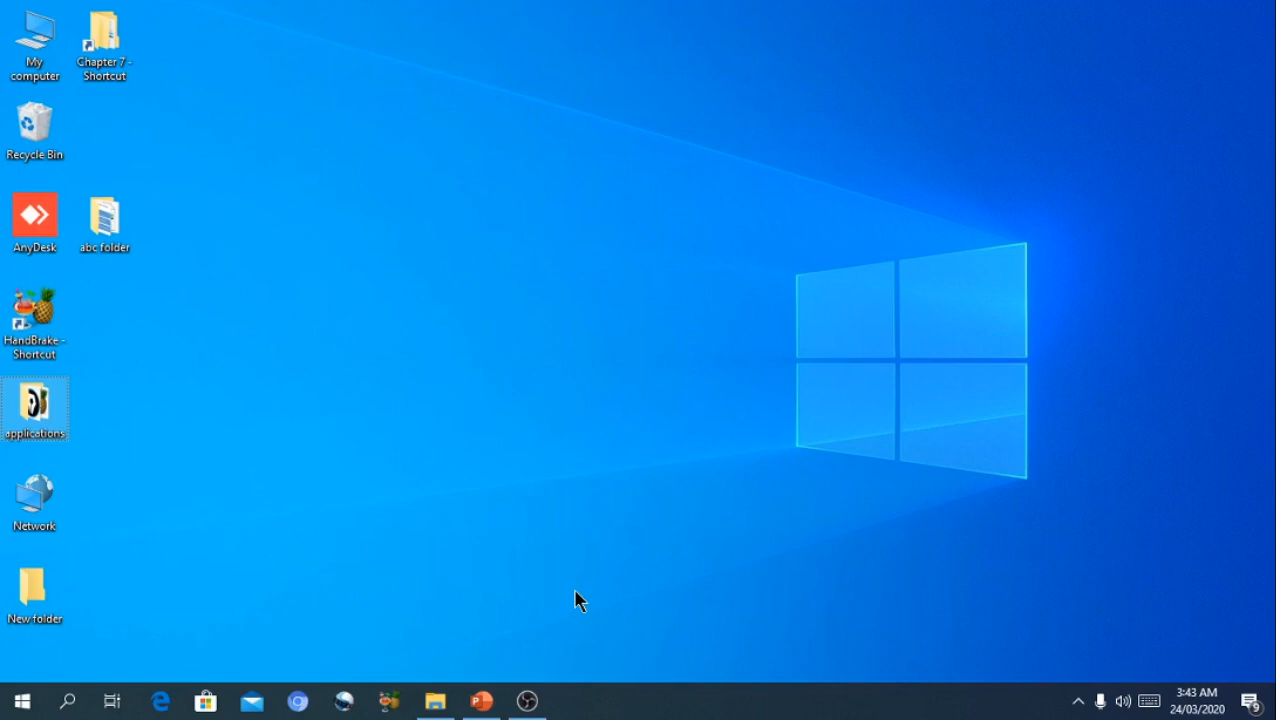 My
computer
Chapter 7 -
Shortcut
Recycle Bin
AnyDesk
abc folder
HandBrake -
Shortcut
applications
Network
New folder
3:43 AM
24/03/2020
9